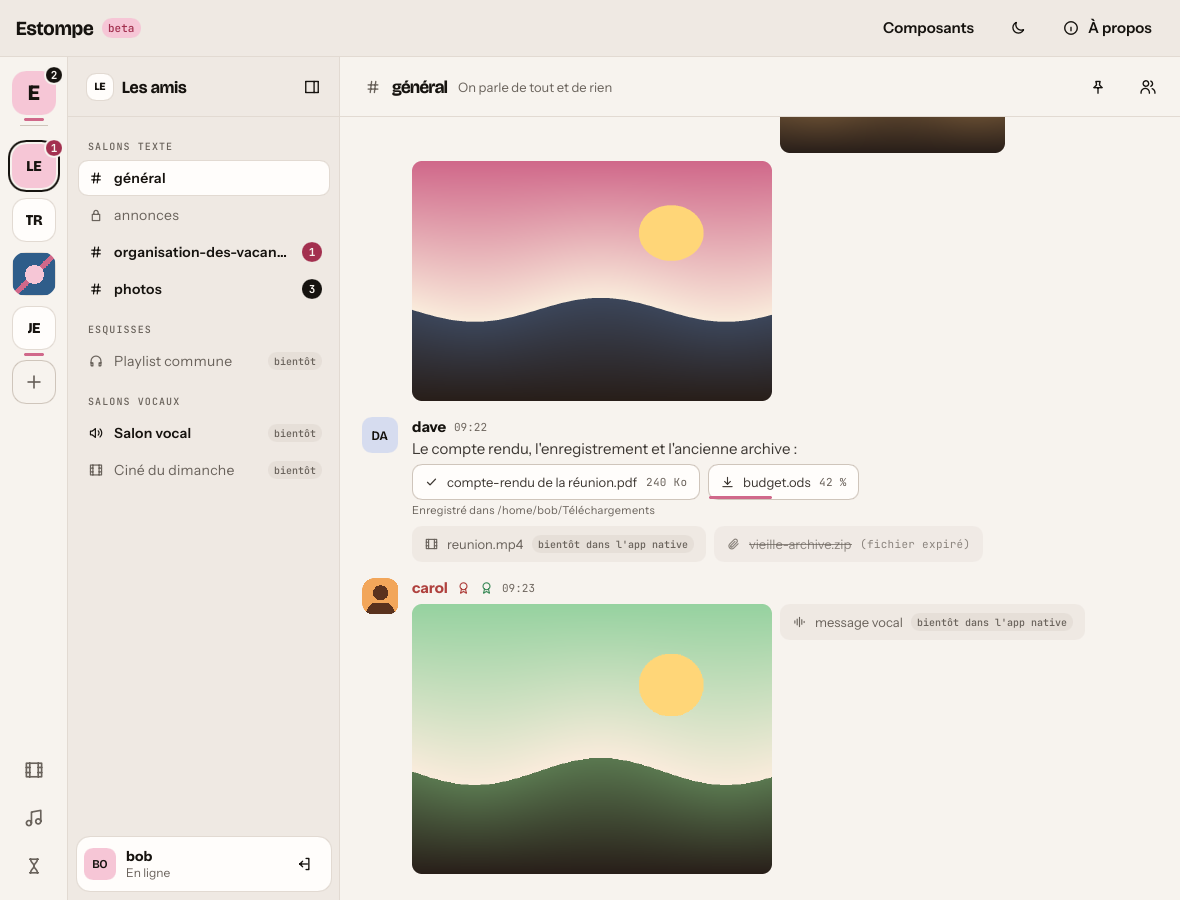 Estompe beta
Composants
À propos
E 2
LE 1
TR
JE
LE Les amis
SALONS TEXTE
# général
annonces
# organisation-des-vacan... 1
# photos 3
ESQUISSES
Playlist commune bientôt
SALONS VOCAUX
Salon vocal bientôt
Ciné du dimanche bientôt
BO bob
En ligne
# général On parle de tout et de rien
DA dave 09:22
Le compte rendu, l'enregistrement et l'ancienne archive :
compte-rendu de la réunion.pdf 240 Ko
budget.ods 42 %
Enregistré dans /home/bob/Téléchargements
reunion.mp4 bientôt dans l'app native
vieille-archive.zip (fichier expiré)
carol 09:23
message vocal bientôt dans l'app native